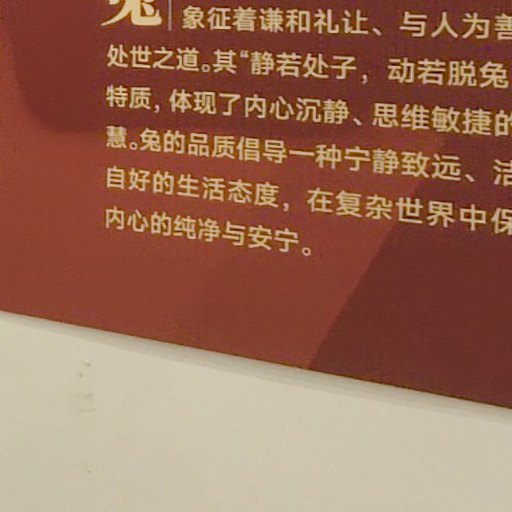 兔
象征着谦和礼让、与人为善
处世之道。其“静若处子，动若脱兔
特质，体现了内心沉静、思维敏捷的
慧。兔的品质倡导一种宁静致远、洁
自好的生活态度，在复杂世界中保
内心的纯净与安宁。